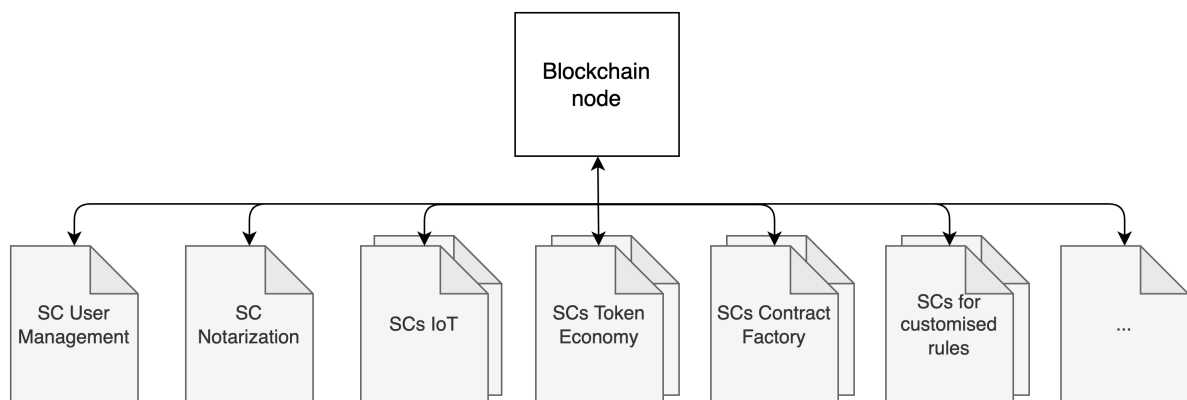 Blockchain
node
SC User
Management
SC
Notarization
SCs IoT
SCs Token
Economy
SCs Contract
Factory
SCs for
customised
rules
...